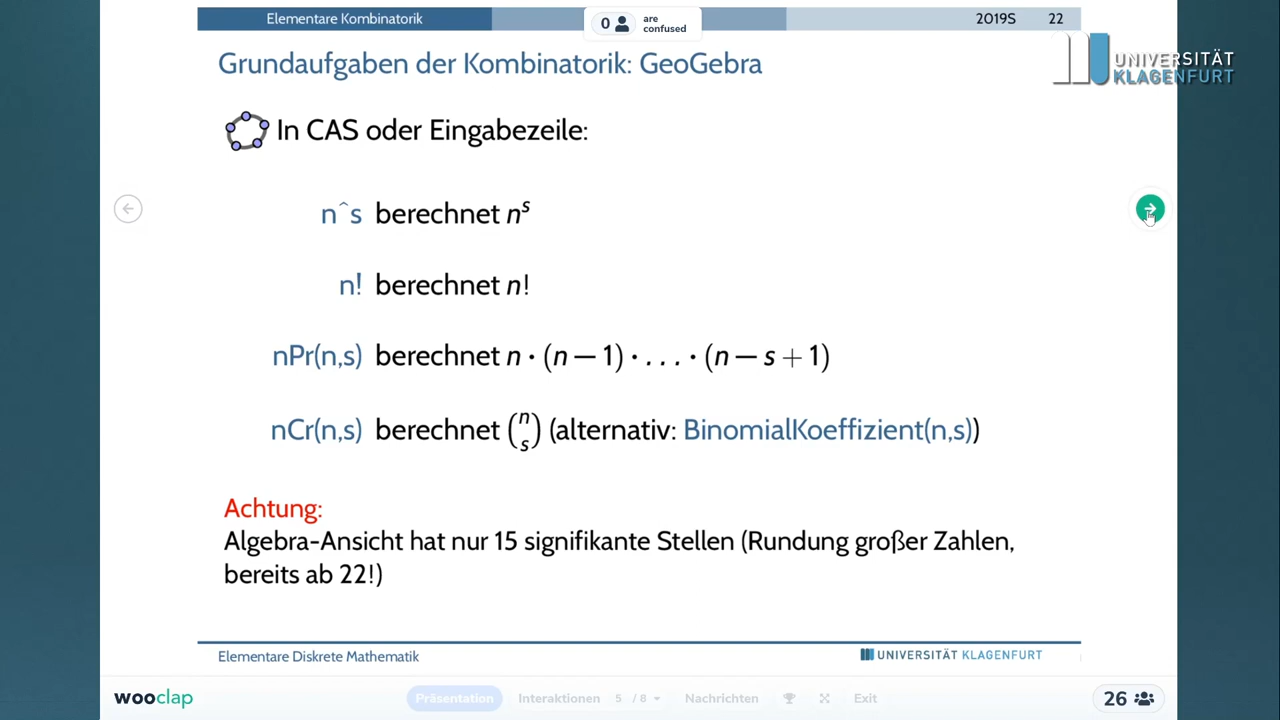 Elementare Kombinatorik
2019S 22
0 are confused
UNIVERSITÄT
KLAGENFURT
Grundaufgaben der Kombinatorik: GeoGebra
In CAS oder Eingabezeile:
n^s berechnet nˢ
n! berechnet n!
nPr(n,s) berechnet n · (n − 1) · . . . · (n − s + 1)
nCr(n,s) berechnet (n s) (alternativ: BinomialKoeffizient(n,s))
Achtung:
Algebra-Ansicht hat nur 15 signifikante Stellen (Rundung großer Zahlen,
bereits ab 22!)
Elementare Diskrete Mathematik
UNIVERSITÄT KLAGENFURT
wooclap
Präsentation Interaktionen 5 / 8 Nachrichten Exit
26